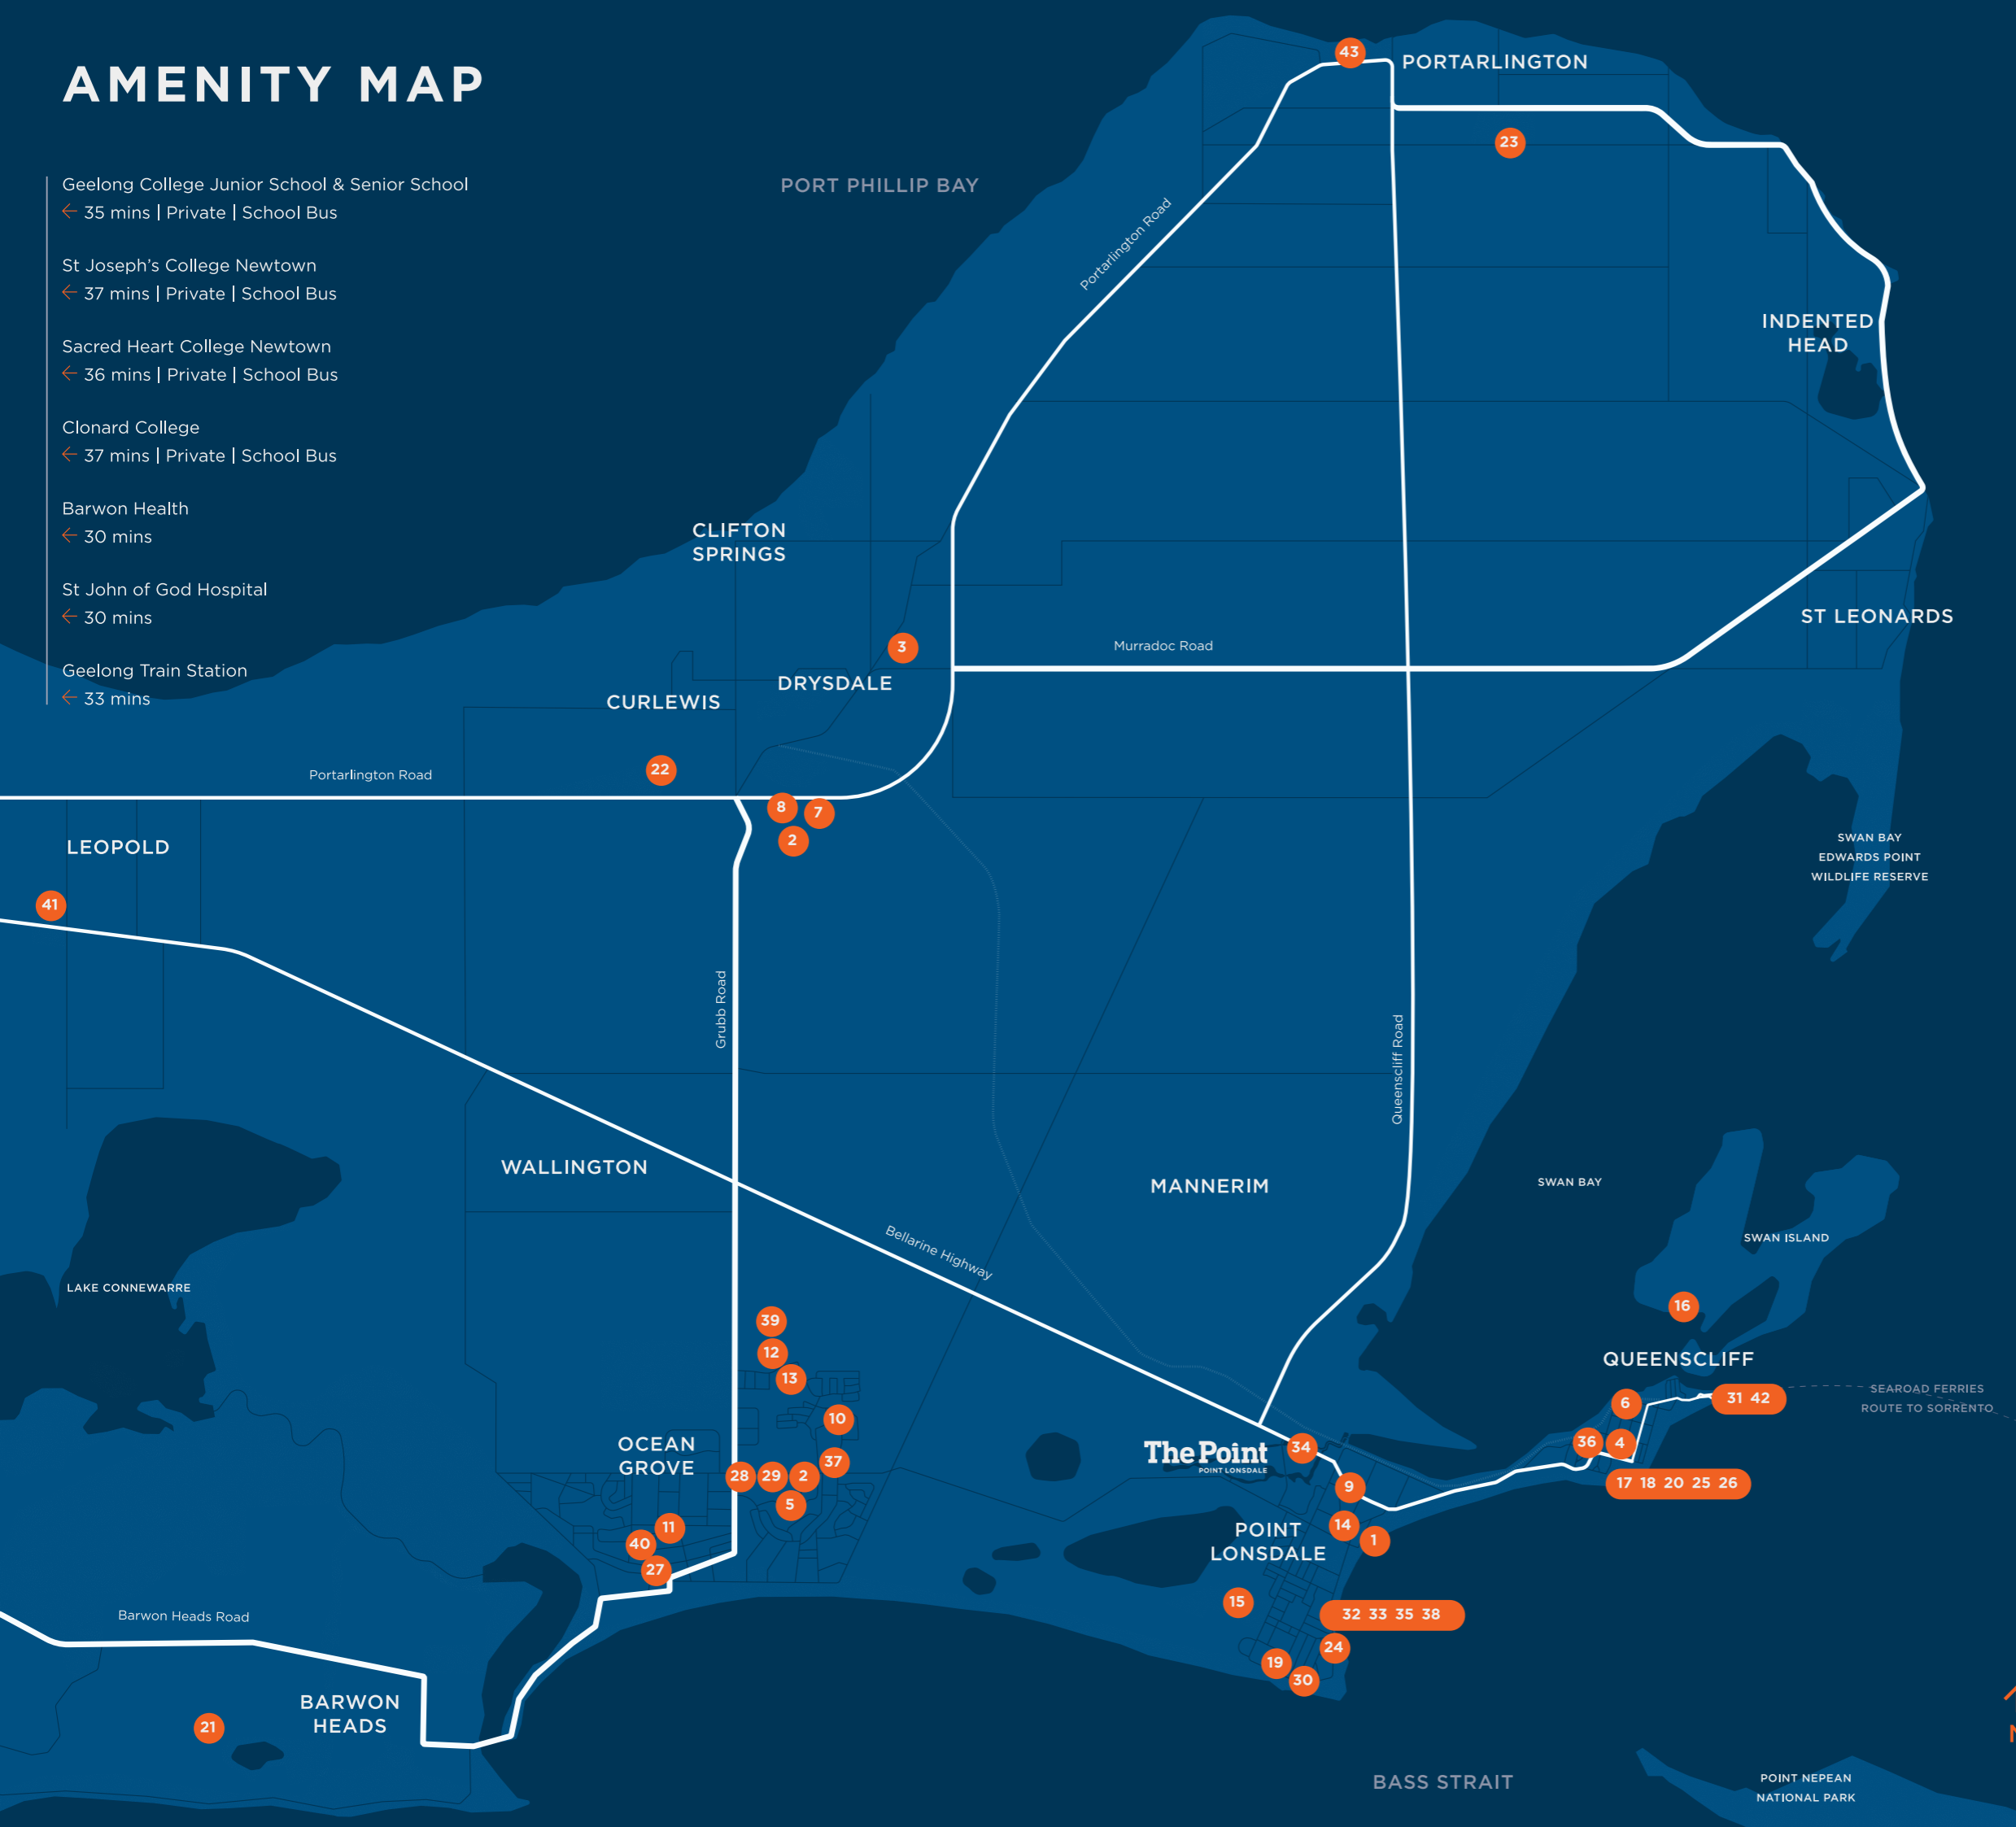 AMENITY MAP
Geelong College Junior School & Senior School
← 35 mins | Private | School Bus
St Joseph's College Newtown
← 37 mins | Private | School Bus
Sacred Heart College Newtown
← 36 mins | Private | School Bus
Clonard College
← 37 mins | Private | School Bus
Barwon Health
← 30 mins
St John of God Hospital
← 30 mins
Geelong Train Station
← 33 mins
43
PORTARLINGTON
23
PORT PHILLIP BAY
Portarlington Road
INDENTED
HEAD
CLIFTON
SPRINGS
ST LEONARDS
3
Murradoc Road
DRYSDALE
CURLEWIS
22
Portarlington Road
8
7
2
LEOPOLD
SWAN BAY
EDWARDS POINT
WILDLIFE RESERVE
41
Grubb Road
Queenscliff Road
WALLINGTON
MANNERIM
SWAN BAY
SWAN ISLAND
Bellarine Highway
LAKE CONNEWARRE
16
39
12
13
QUEENSCLIFF
SEAROAD FERRIES
ROUTE TO SORRENTO
31 42
6
10
36
4
OCEAN
GROVE
The Point
POINT LONSDALE
34
37
28
29
2
17 18 20 25 26
9
5
11
14
1
POINT
LONSDALE
40
27
15
32 33 35 38
Barwon Heads Road
24
19
30
BARWON
HEADS
21
BASS STRAIT
POINT NEPEAN
NATIONAL PARK